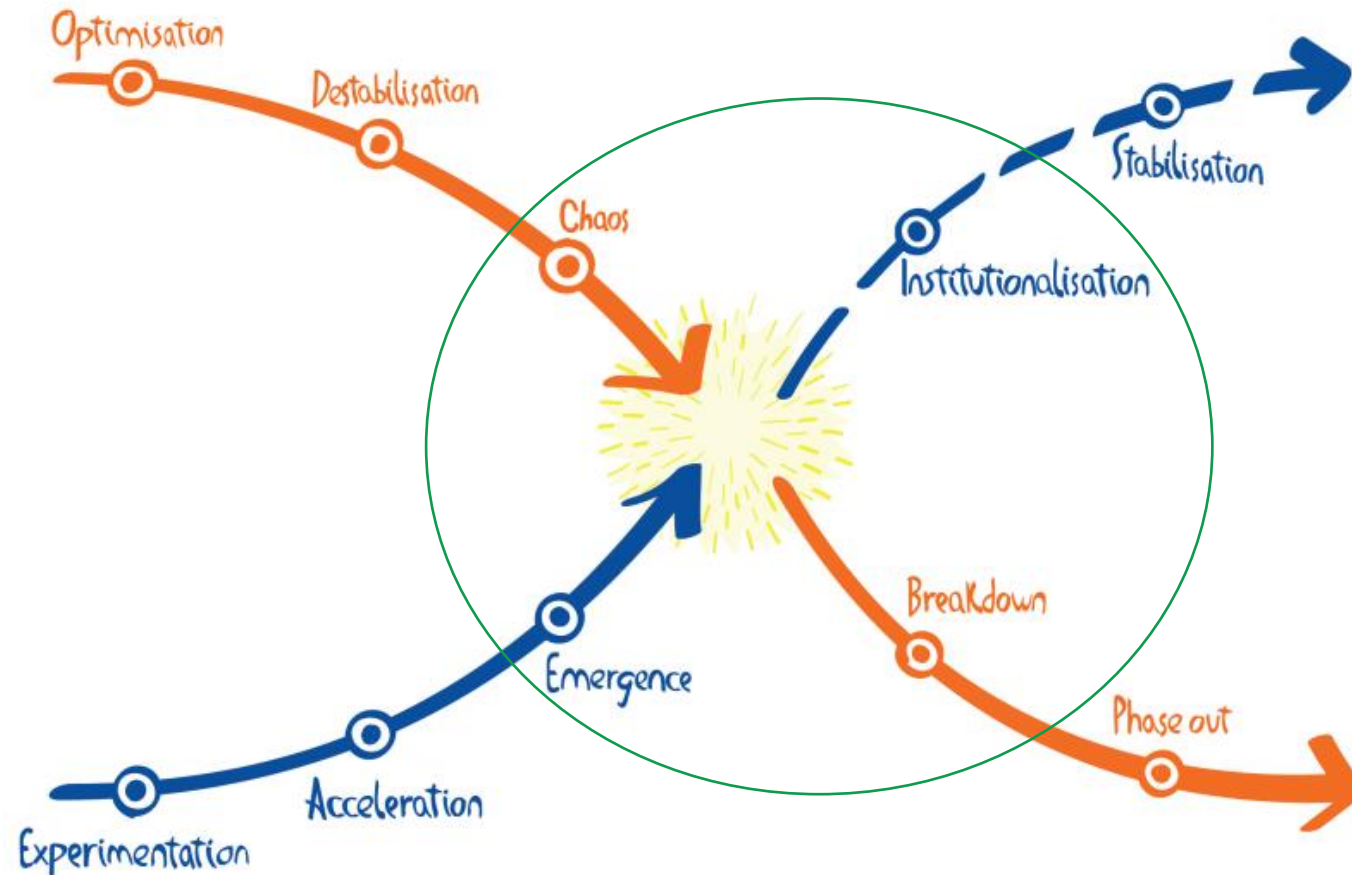 Optimisation
Destabilisation
Chaos
Stabilisation
Institutionalisation
Breakdown
Emergence
Phase out
Acceleration
Experimentation